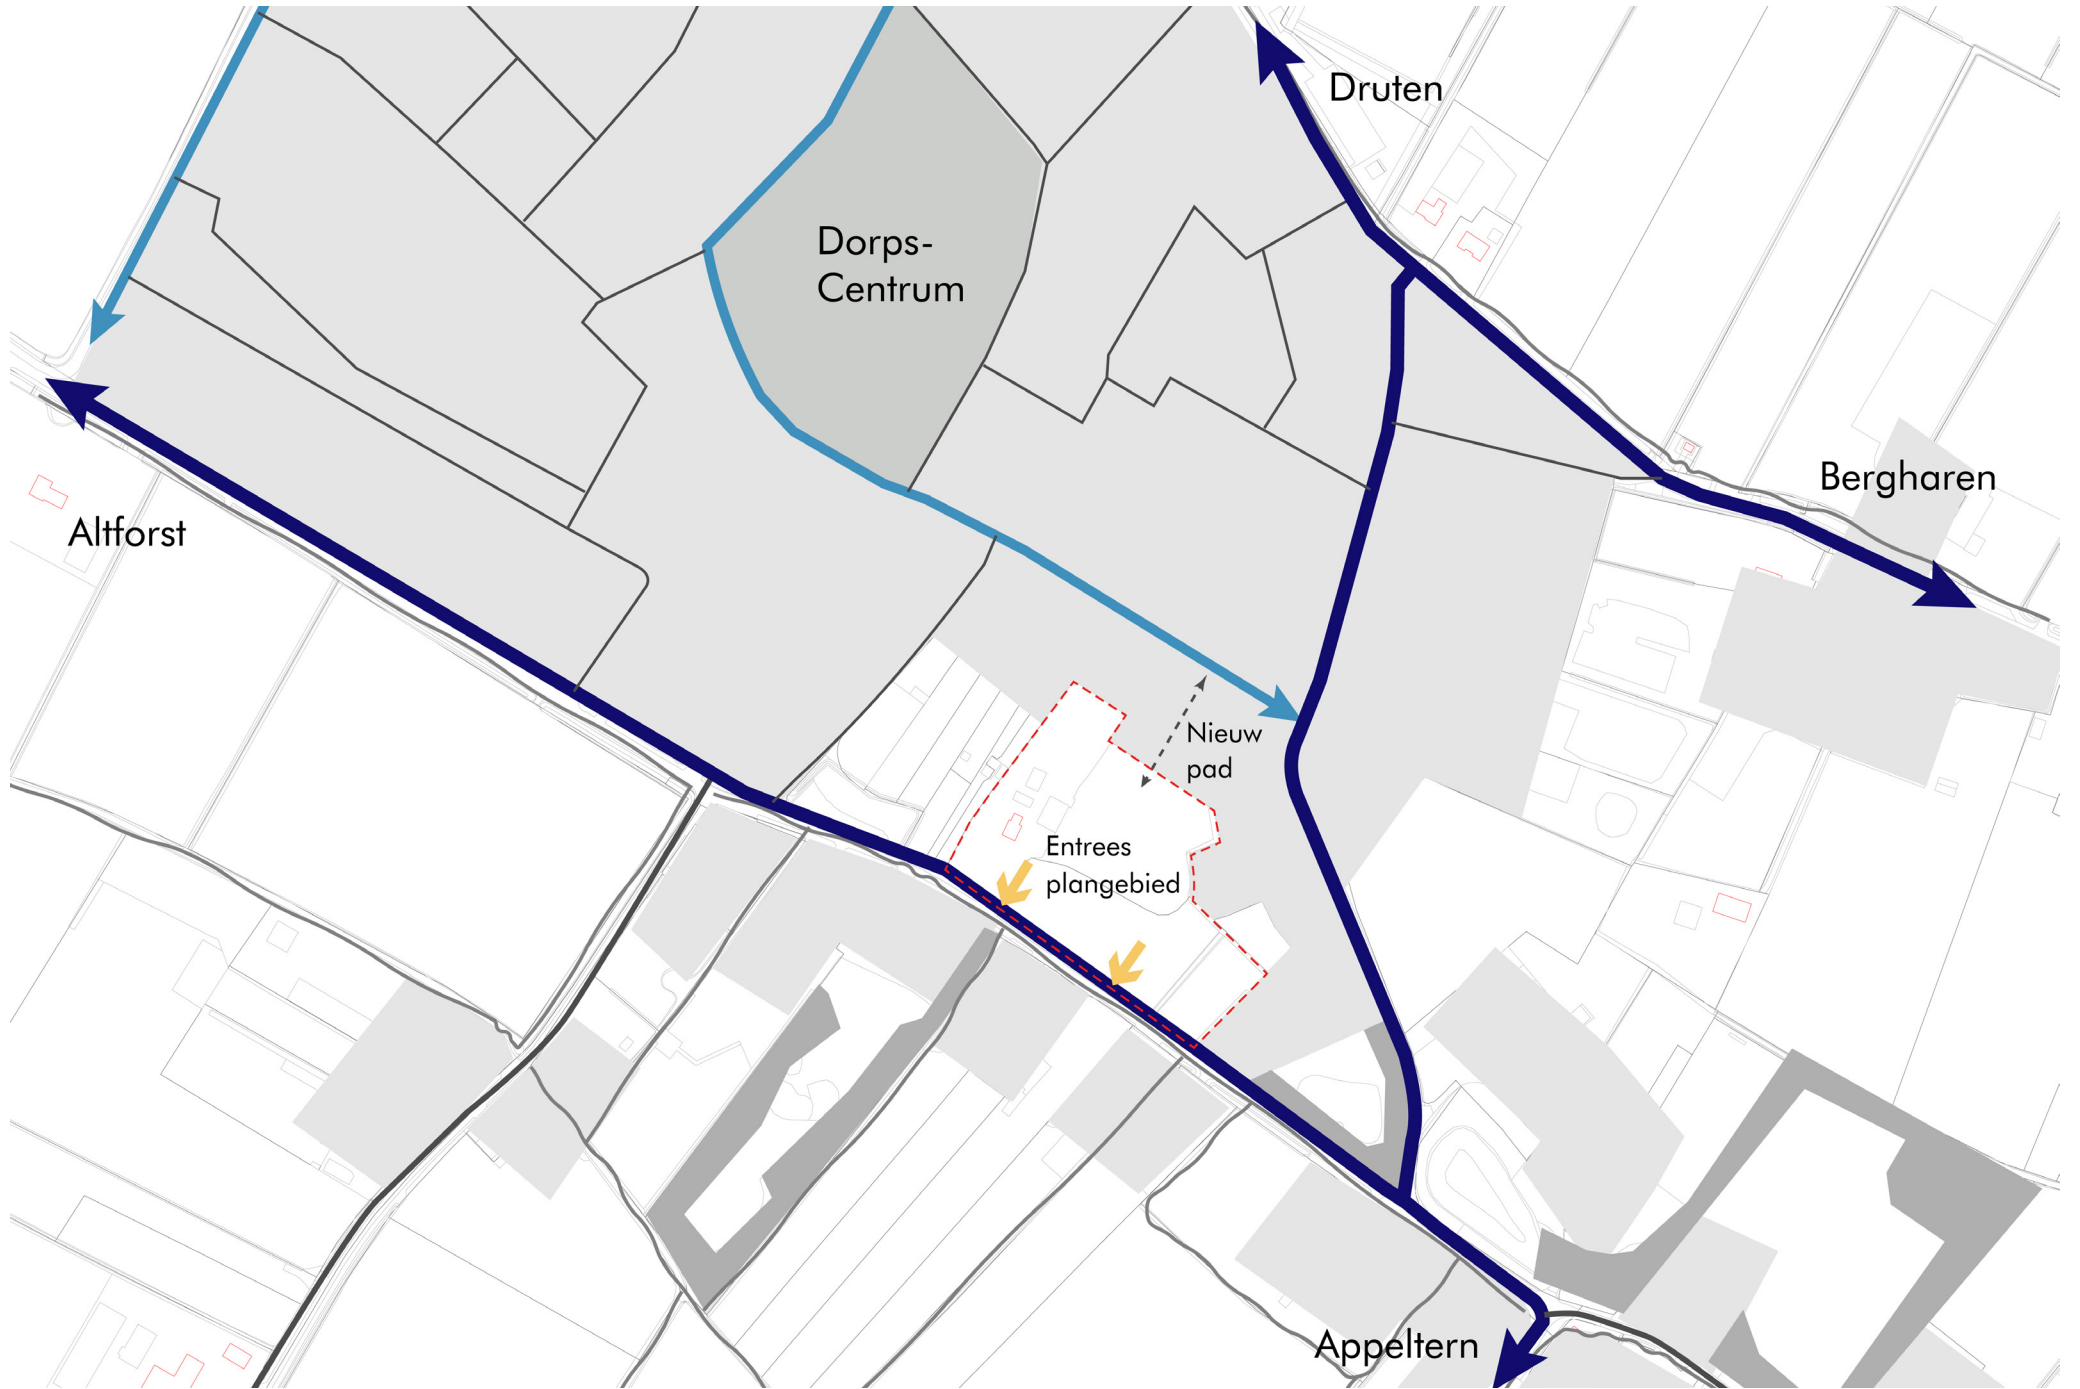 Druten
Dorps-
Centrum
Bergharen
Altforst
Nieuw
pad
Entrees
plangebied
Appeltern